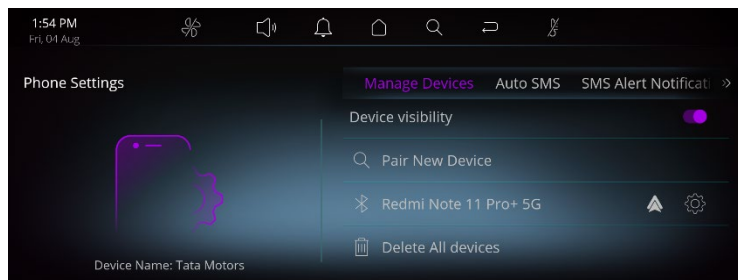 1:54 PM
Fri, 04 Aug
Phone Settings
Manage Devices Auto SMS SMS Alert Notificati
Device visibility
Pair New Device
Redmi Note 11 Pro+ 5G
Delete All devices
Device Name: Tata Motors